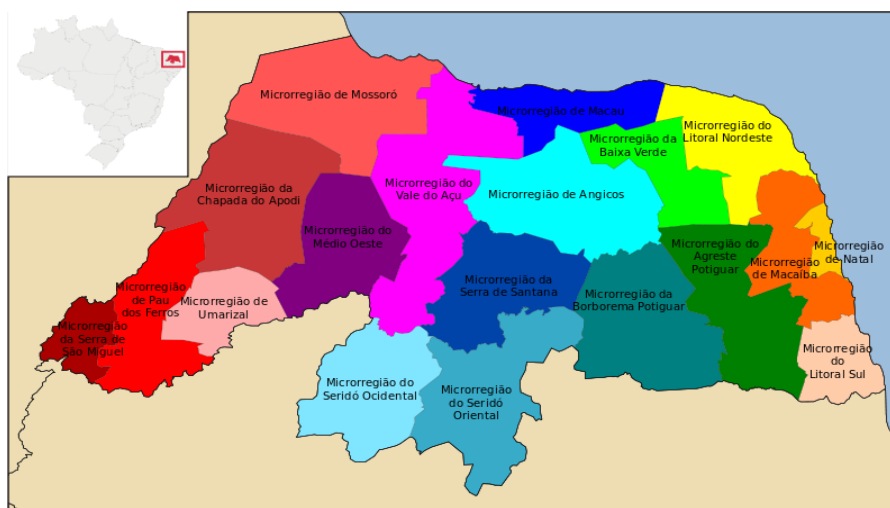 Microrregião de Mossoró
Microrregião de Macau
Microrregião do
Litoral Nordeste
Microrregião da
Baixa Verde
Microrregião da
Chapada do Apodi
Microrregião do
Vale do Açu
Microrregião de Angicos
Microrregião do
Médio Oeste
Microrregião do
Agreste
Potiguar
Microrregião
de Natal
Microrregião
de Macaíba
Microrregião
de Pau
dos Ferros
Microrregião de
Umarizal
Microrregião da
Serra de Santana
Microrregião da
Borborema Potiguar
Microrregião
da Serra de
São Miguel
Microrregião do
Seridó Ocidental
Microrregião
do Seridó
Oriental
Microrregião
do
Litoral Sul